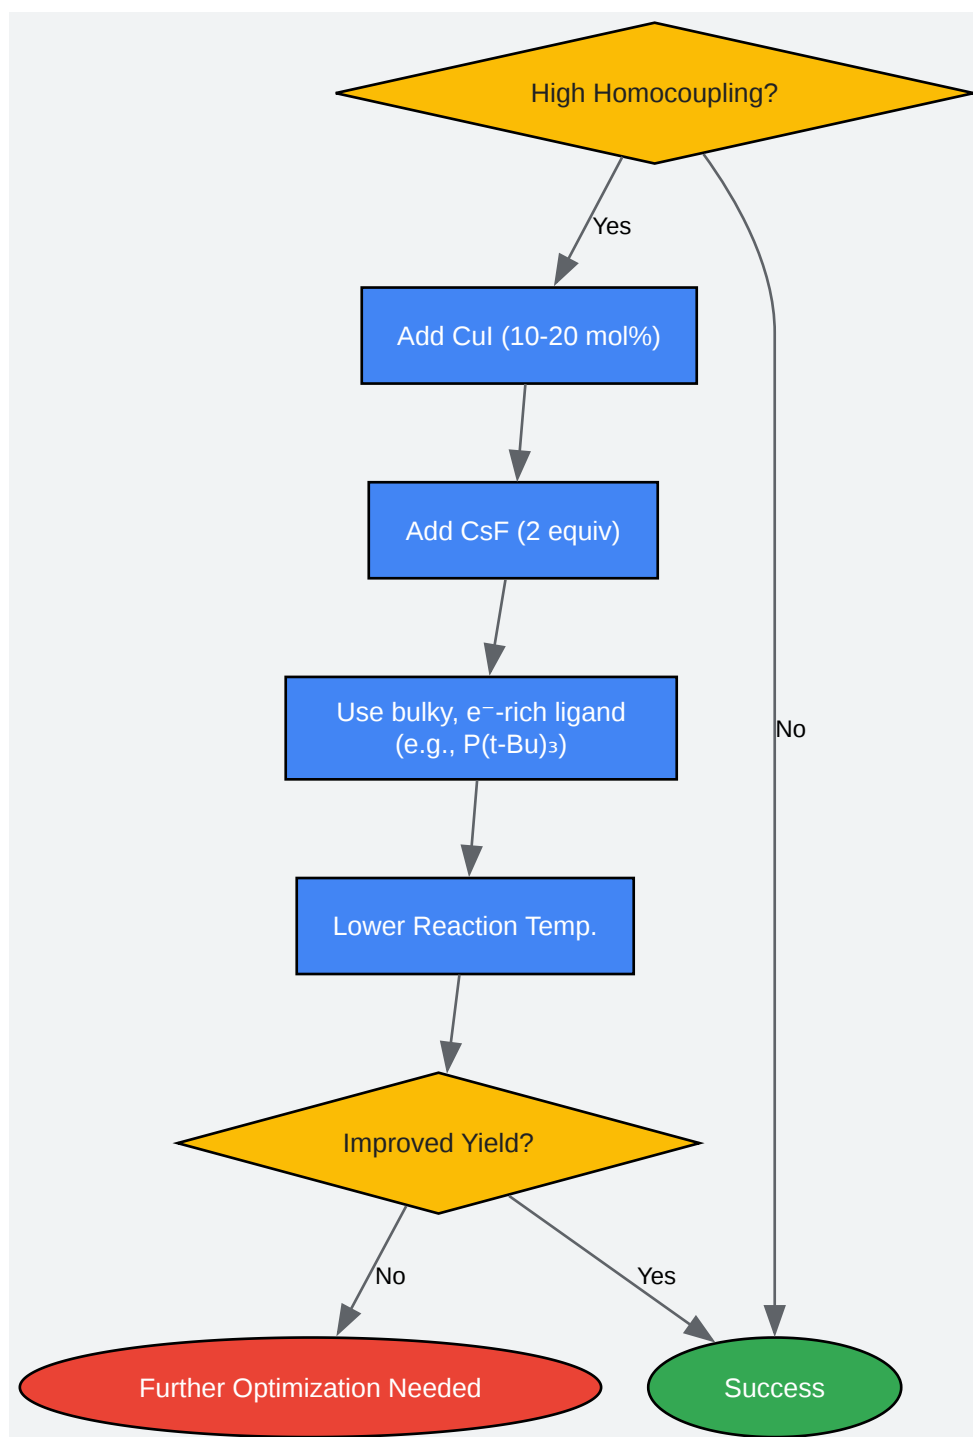 High Homocoupling?
Yes
Add CuI (10-20 mol%)
Add CsF (2 equiv)
Use bulky, e⁻-rich ligand
(e.g., P(t-Bu)₃)
No
Lower Reaction Temp.
Improved Yield?
No
Yes
Further Optimization Needed
Success